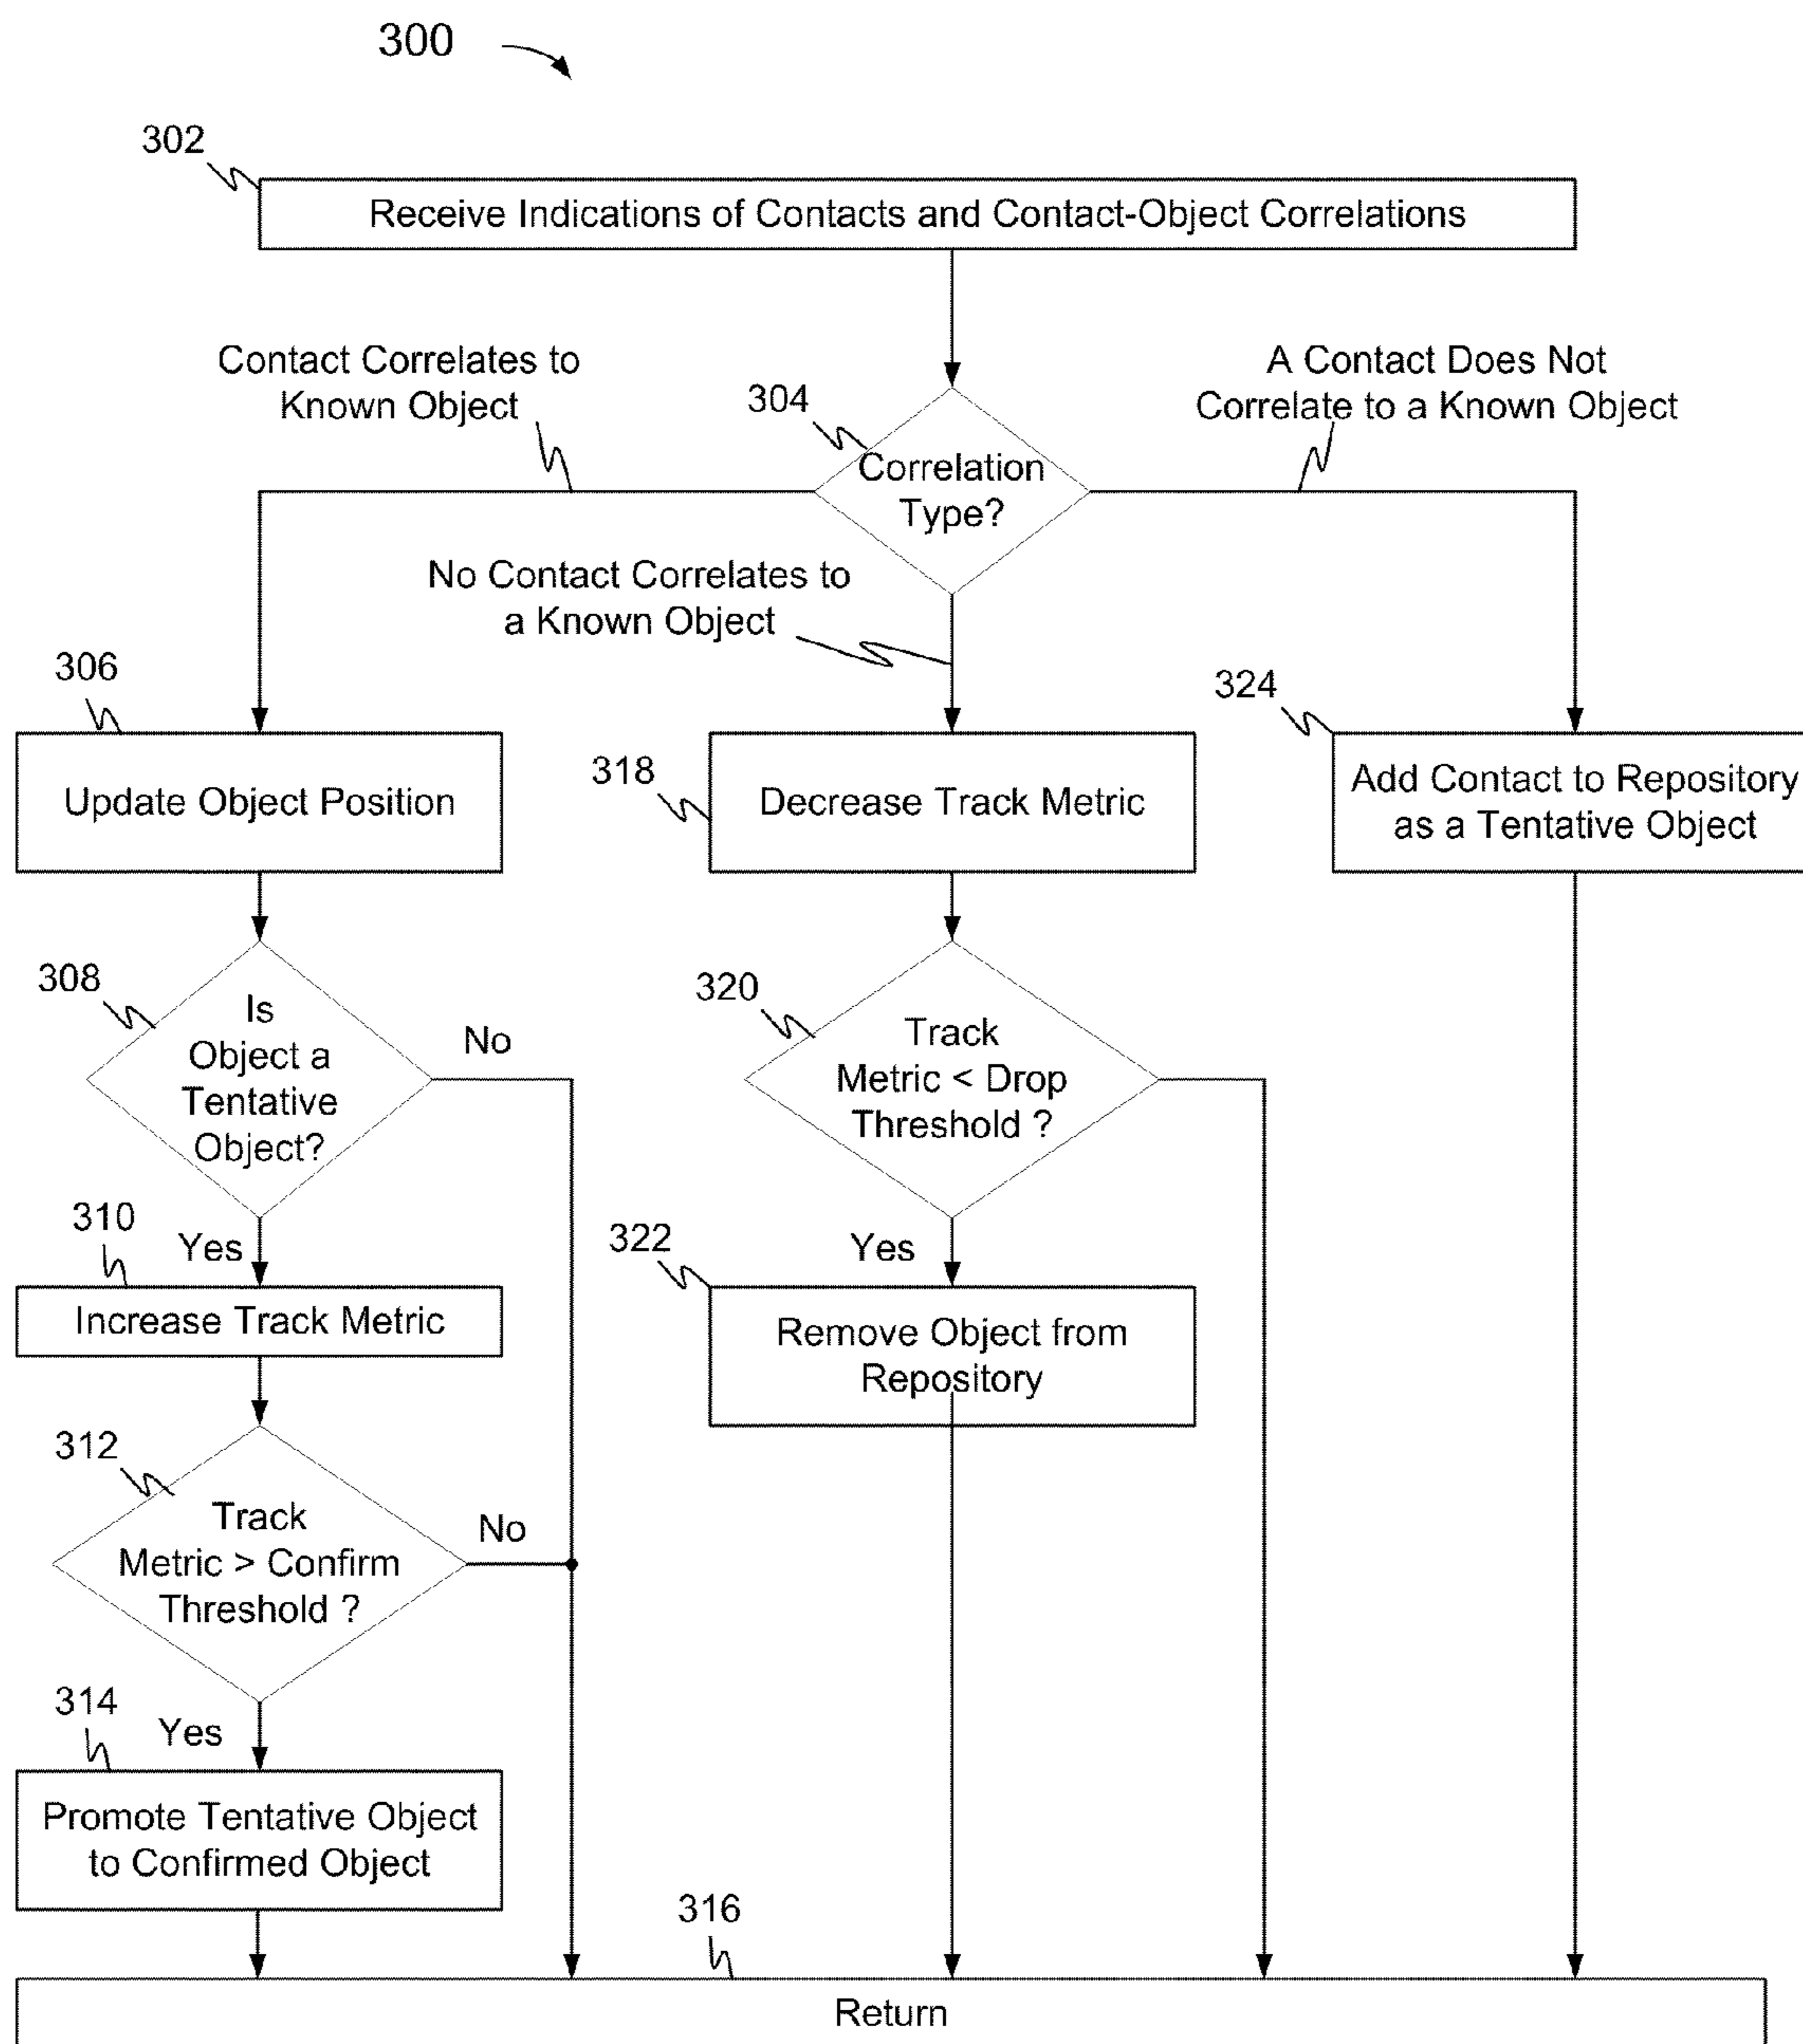 300
302
Receive Indications of Contacts and Contact-Object Correlations
Contact Correlates to
Known Object
304
A Contact Does Not
Correlate to a Known Object
Correlation
Type?
No Contact Correlates to
a Known Object
306
Update Object Position
318
Decrease Track Metric
324
Add Contact to Repository
as a Tentative Object
308
Is
Object a
Tentative
Object?
No
320
Track
Metric < Drop
Threshold ?
310
Yes
Increase Track Metric
322
Yes
Remove Object from
Repository
312
Track
Metric > Confirm
Threshold ?
No
314
Yes
Promote Tentative Object
to Confirmed Object
316
Return